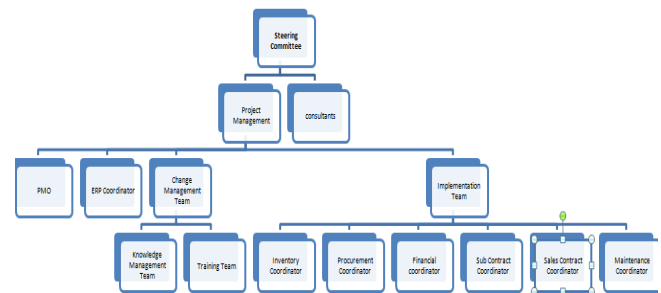 Steering
Committee
Project
Management
consultants
PMO
ERP Coordinator
Change
Management
Team
Implementation
Team
Knowledge
Management
Team
Training Team
Inventory
Coordinator
Procurement
Coordinator
Financial
coordinator
Sub Contract
Coordinator
Sales Contract
Coordinator
Maintenance
Coordinator